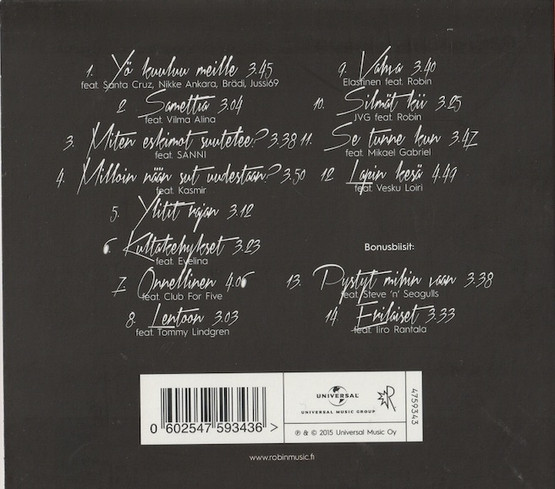 1. Yö kuuluu meille 3.45
feat. Santa Cruz, Nikke Ankara, Brädi, Jussi69
2. Samettia 3.04
feat. Vilma Alina
3. Miten eskimot suutelee? 3.38
feat. SANNI
4. Milloin nään sut uudestaan? 3.50
feat. Kasmir
5. Ylitit rajan 3.12
6. Kultakehykset 3.23
feat. Evelina
7. Onnellinen 4.06
feat. Club For Five
8. Lentoon 3.03
feat. Tommy Lindgren
9. Valssa 3.40
Elastinen feat. Robin
10. Silmät kii 3.25
JVG feat. Robin
11. Se tunne kun 3.47
feat. Mikael Gabriel
12. Lapin kesä 4.49
feat. Vesku Loiri
Bonusbiisit:
13. Pystyt mihin vaan 3.38
feat. Steve 'n' Seagulls
14. Erilaiset 3.33
feat. Iiro Rantala
0 602547 593436 >
UNIVERSAL
UNIVERSAL MUSIC GROUP
R
℗ & © 2015 Universal Music Oy
4759343
www.robinmusic.fi